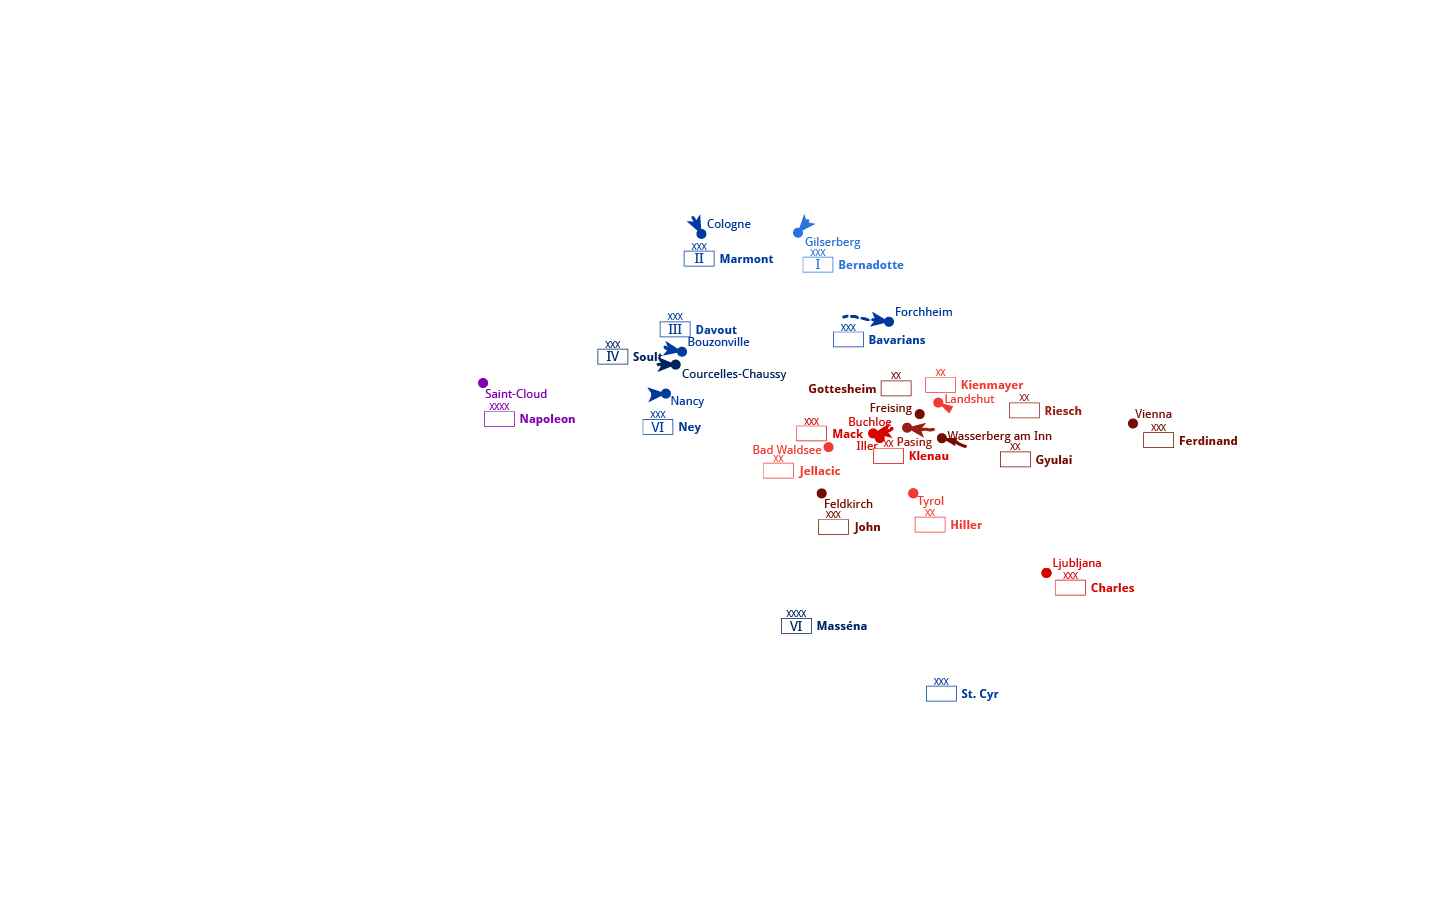 Cologne
XXX
II Marmont
Gilserberg
XXX
I Bernadotte
Forchheim
XXX
Bavarians
XXX
III Davout
Bouzonville
XXX
IV Soult
Courcelles-Chaussy
Saint-Cloud
XXXX
Napoleon
Nancy
XXX
VI Ney
XX
Gottesheim
XX
Kienmayer
Landshut
XX
Riesch
Freising
Vienna
XXX
Ferdinand
Buchloe
XXX
Mack
Iller
XX
Klenau
Pasing
Wasserberg am Inn
XX
Gyulai
Bad Waldsee
XX
Jellacic
Feldkirch
XXX
John
Tyrol
XX
Hiller
Ljubljana
XXX
Charles
XXXX
VI Masséna
XXX
St. Cyr